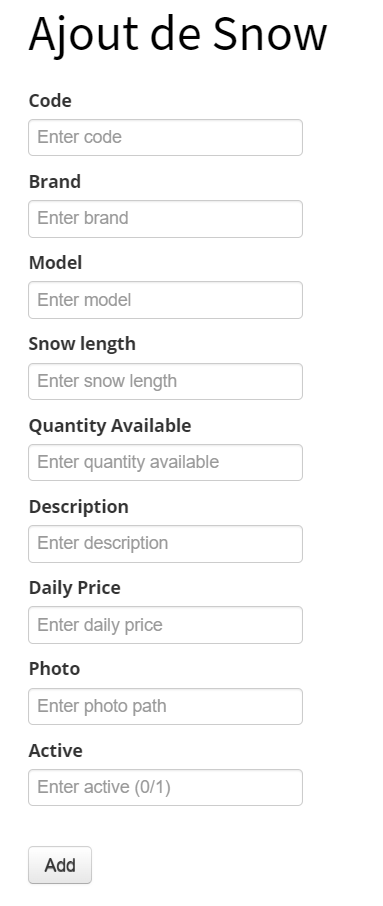 Ajout de Snow
Code
Enter code
Brand
Enter brand
Model
Enter model
Snow length
Enter snow length
Quantity Available
Enter quantity available
Description
Enter description
Daily Price
Enter daily price
Photo
Enter photo path
Active
Enter active (0/1)
Add